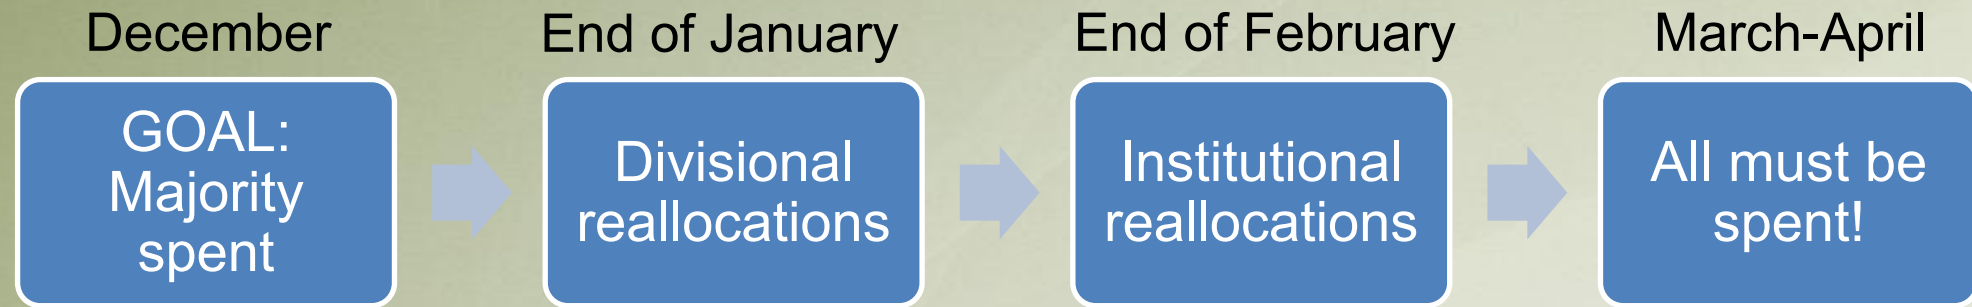 December
GOAL:
Majority
spent
End of January
Divisional
reallocations
End of February
Institutional
reallocations
March-April
All must be
spent!